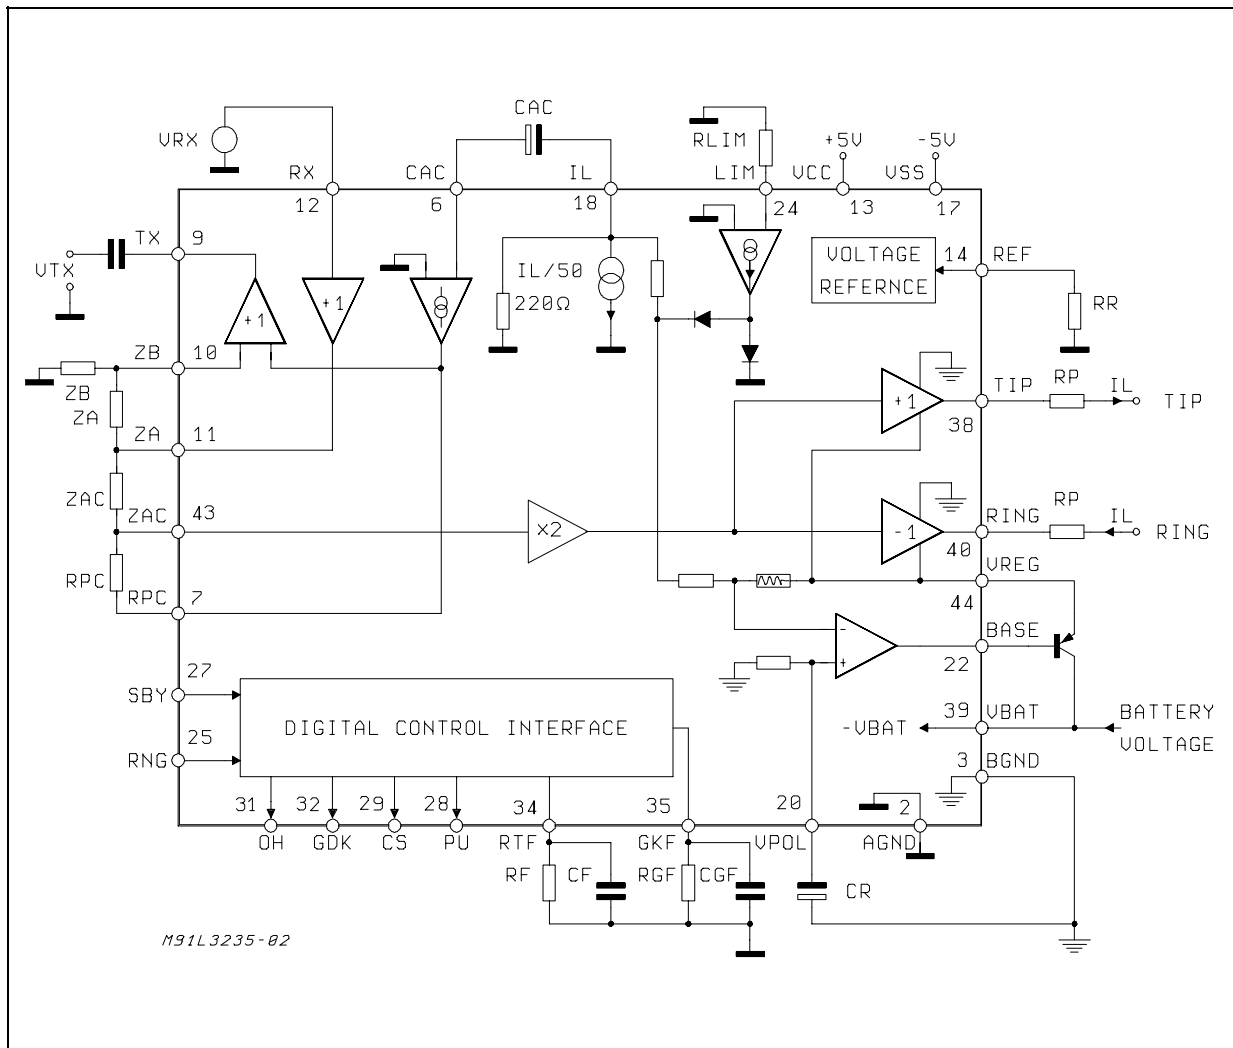 CAC
VRX
RLIM
+5V
-5V
RX
CAC
IL
LIM
VCC
VSS
12
6
18
24
13
17
TX
9
VTX
IL/50
220Ω
VOLTAGE
REFERNCE
14
REF
RR
+1
+1
ZB
10
ZB
ZA
ZA
11
+1
TIP
RP
IL
TIP
38
ZAC
ZAC
43
X2
-1
RING
RP
IL
RING
40
RPC
RPC
7
VREG
44
-
+
BASE
22
27
SBY
25
RNG
DIGITAL CONTROL INTERFACE
-VBAT
39
VBAT
BATTERY
VOLTAGE
3
BGND
31
32
29
28
34
35
20
2
OH
GDK
CS
PU
RTF
GKF
VPOL
AGND
RF
CF
RGF
CGF
CR
M91L3235-02